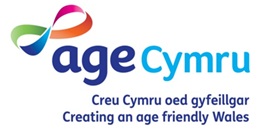 age Cymru
Creu Cymru oed gyfeillgar
Creating an age friendly Wales